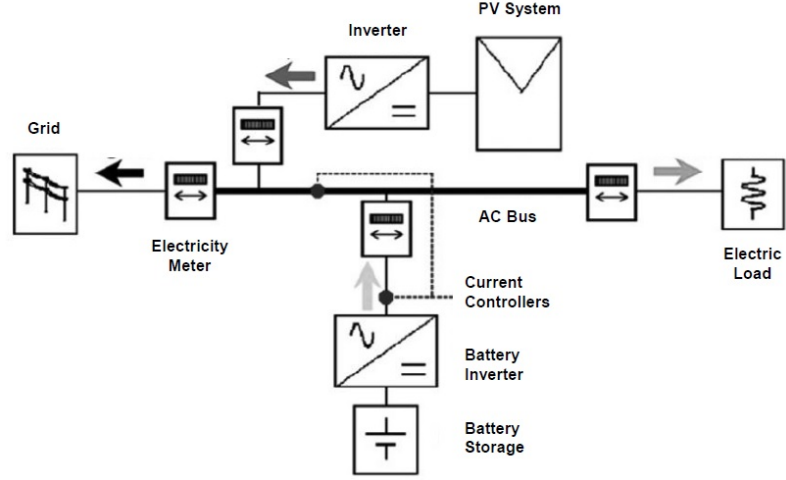 PV System
Inverter
Grid
AC Bus
Electricity
Meter
Electric
Load
Current
Controllers
Battery
Inverter
Battery
Storage